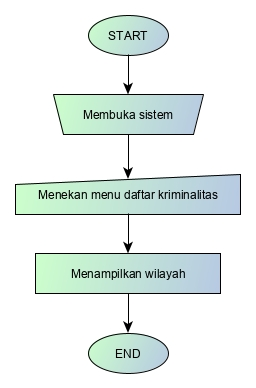 START
Membuka sistem
Menekan menu daftar kriminalitas
Menampilkan wilayah
END